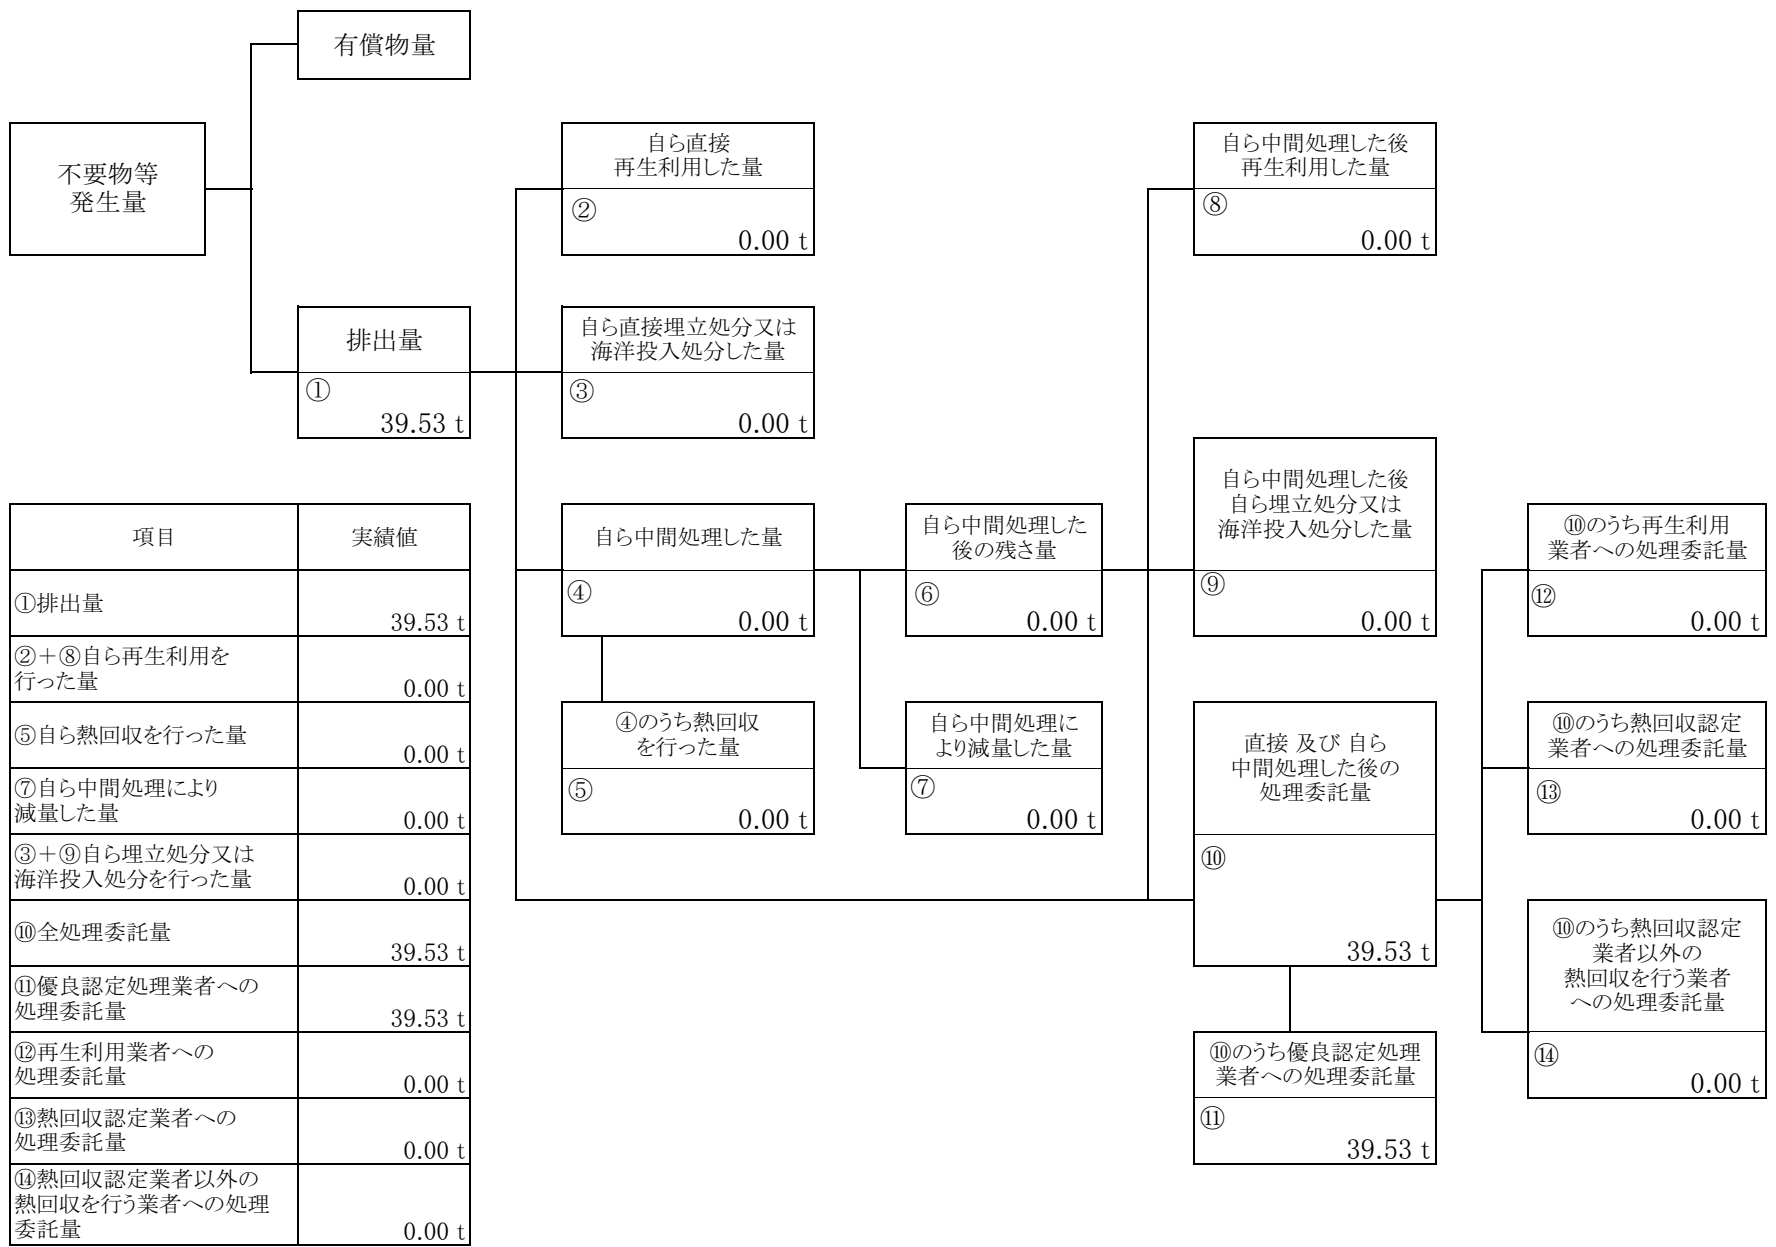 有償物量
不要物等
発生量
自ら直接
再生利用した量
②
0.00 t
自ら中間処理した後
再生利用した量
⑧
0.00 t
排出量
①
39.53 t
自ら直接埋立処分又は
海洋投入処分した量
③
0.00 t
自ら中間処理した量
④
0.00 t
自ら中間処理した
後の残さ量
⑥
0.00 t
自ら中間処理した後
自ら埋立処分又は
海洋投入処分した量
⑨
0.00 t
⑩のうち再生利用
業者への処理委託量
⑫
0.00 t
④のうち熱回収
を行った量
⑤
0.00 t
自ら中間処理に
より減量した量
⑦
0.00 t
直接 及び 自ら
中間処理した後の
処理委託量
⑩
39.53 t
⑩のうち熱回収認定
業者への処理委託量
⑬
0.00 t
⑩のうち熱回収認定
業者以外の
熱回収を行う業者
への処理委託量
⑭
0.00 t
⑩のうち優良認定処理
業者への処理委託量
⑪
39.53 t
項目 実績値
①排出量
39.53 t
②＋⑧自ら再生利用を
行った量
0.00 t
⑤自ら熱回収を行った量
0.00 t
⑦自ら中間処理により
減量した量
0.00 t
③＋⑨自ら埋立処分又は
海洋投入処分を行った量
0.00 t
⑩全処理委託量
39.53 t
⑪優良認定処理業者への
処理委託量
39.53 t
⑫再生利用業者への
処理委託量
0.00 t
⑬熱回収認定業者への
処理委託量
0.00 t
⑭熱回収認定業者以外の
熱回収を行う業者への処理
委託量
0.00 t